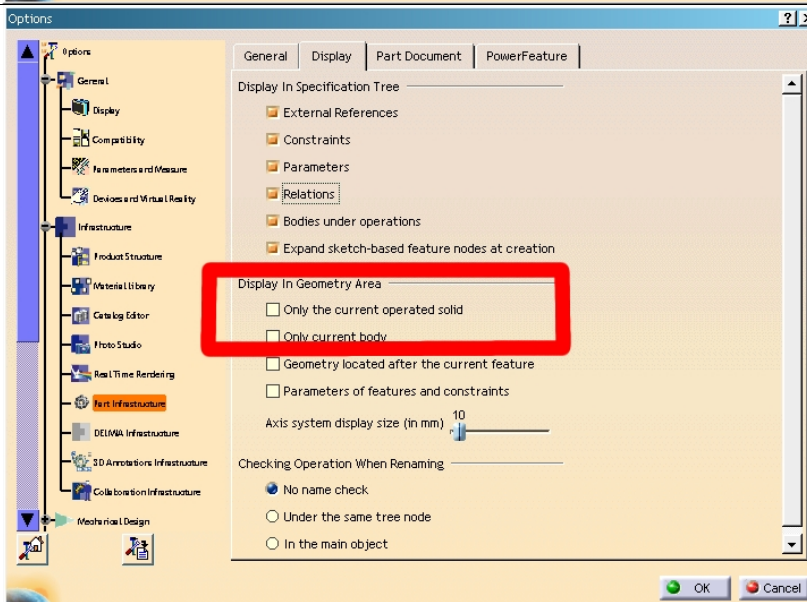 Options
General Display Part Document PowerFeature
Options
General
Display
Compatibility
Parameters and Measure
Devices and Virtual Reality
Infrastructure
Product Structure
Material Library
Catalog Editor
Photo Studio
Real Time Rendering
Part Infrastructure
DELMIA Infrastructure
3D Annotations Infrastructure
Collaboration Infrastructure
Mechanical Design
Display In Specification Tree
External References
Constraints
Parameters
Relations
Bodies under operations
Expand sketch-based feature nodes at creation
Display In Geometry Area
Only the current operated solid
Only current body
Geometry located after the current feature
Parameters of features and constraints
Axis system display size (in mm) 10
Checking Operation When Renaming
No name check
Under the same tree node
In the main object
OK Cancel